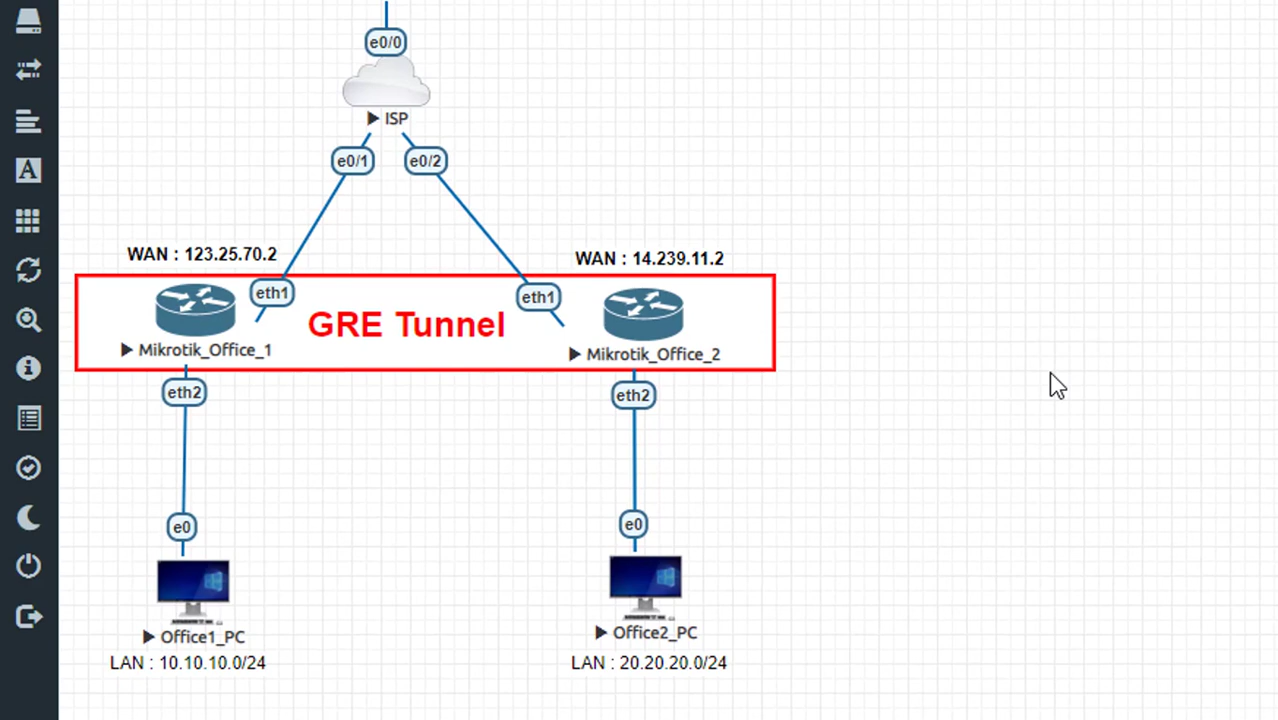 e0/0
ISP
e0/1
e0/2
WAN : 123.25.70.2
WAN : 14.239.11.2
eth1
eth1
GRE Tunnel
Mikrotik_Office_1
Mikrotik_Office_2
eth2
eth2
e0
e0
Office1_PC
Office2_PC
LAN : 10.10.10.0/24
LAN : 20.20.20.0/24